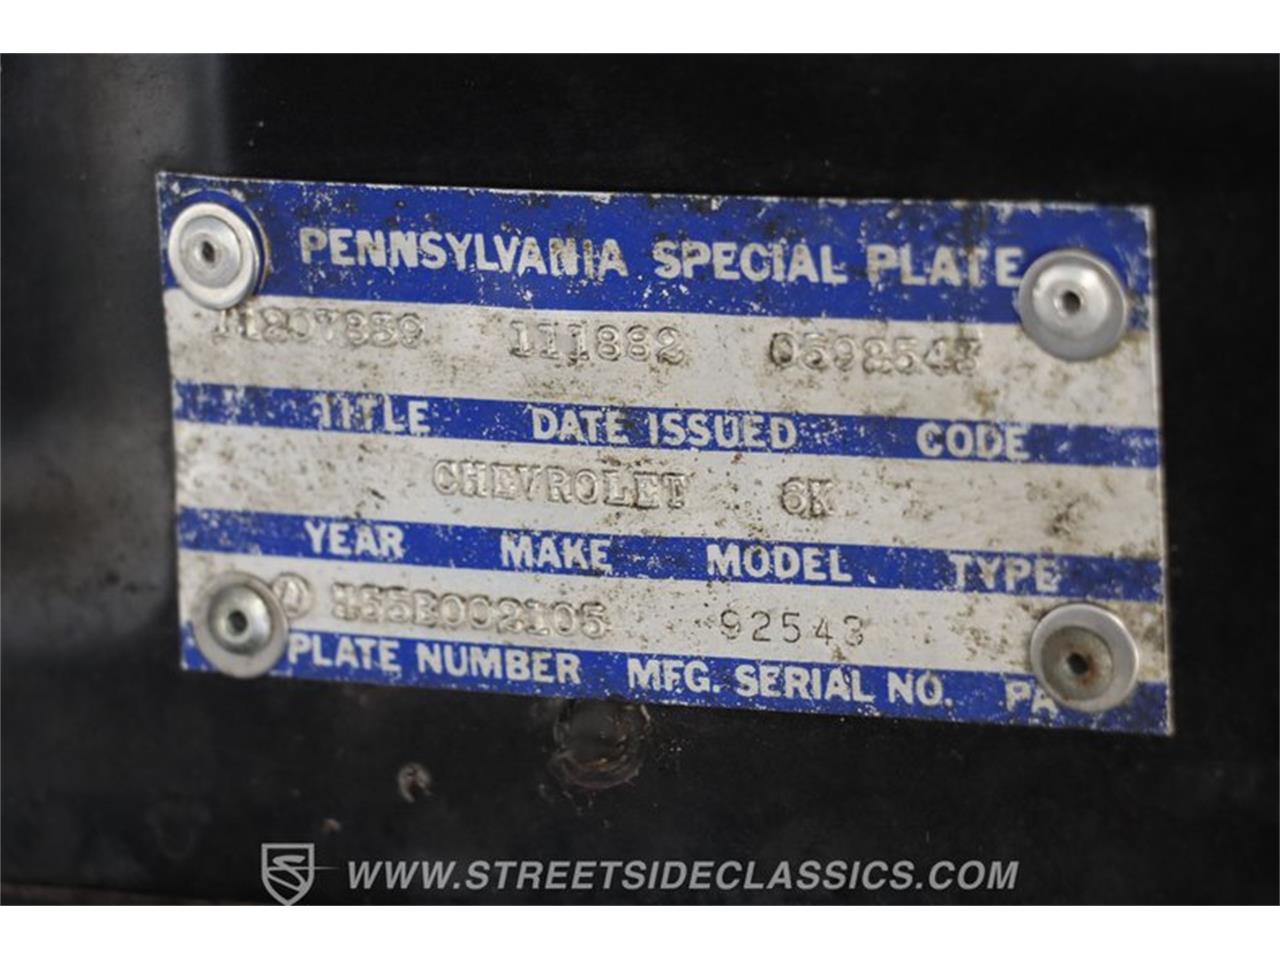 PENNSYLVANIA SPECIAL PLATE
111882
TITLE DATE ISSUED CODE
CHEVROLET 6K
YEAR MAKE MODEL TYPE
H55B002105 92543
PLATE NUMBER MFG. SERIAL NO. PA
WWW.STREETSIDECLASSICS.COM